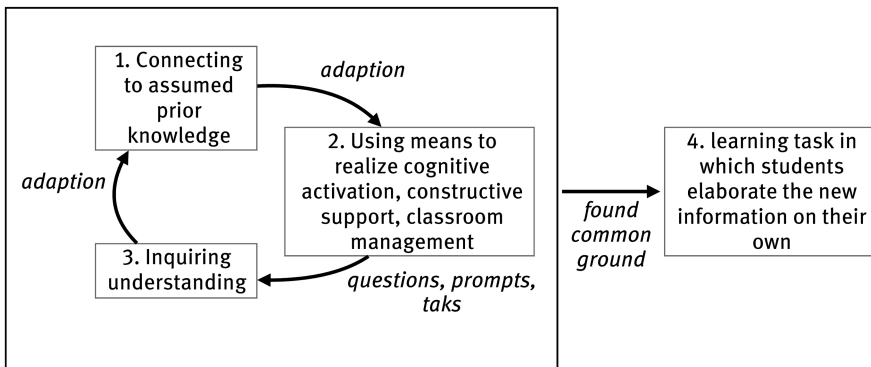 1. Connecting
to assumed
prior
knowledge
adaption
2. Using means to
realize cognitive
activation, constructive
support, classroom
management
questions, prompts,
taks
3. Inquiring
understanding
adaption
found
common
ground
4. learning task in
which students
elaborate the new
information on their
own